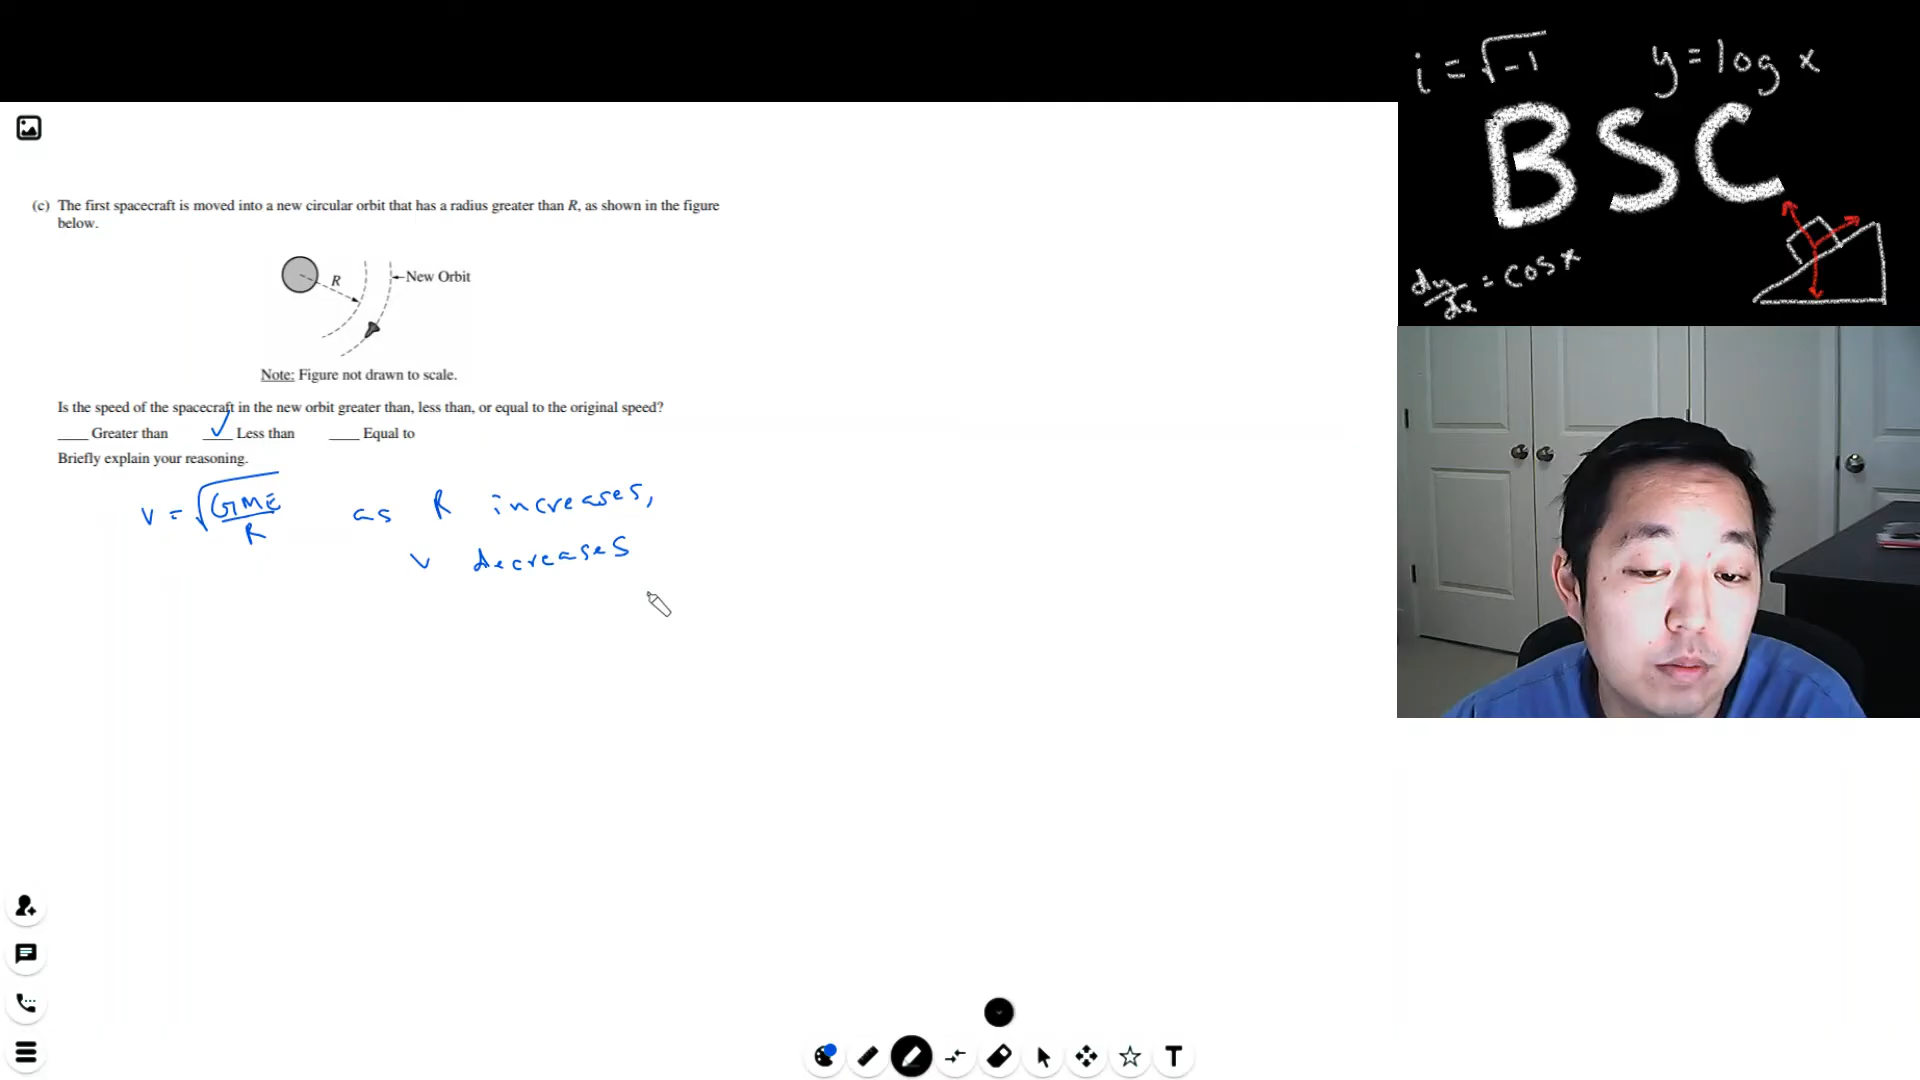 i = √-1 y = log x
BSC
dy/dx = cos x
(c) The first spacecraft is moved into a new circular orbit that has a radius greater than R, as shown in the figure
below.
R
New Orbit
Note: Figure not drawn to scale.
Is the speed of the spacecraft in the new orbit greater than, less than, or equal to the original speed?
____ Greater than __✓__ Less than ____ Equal to
Briefly explain your reasoning.
v = √(GME/R) as R increases,
v decreases
T